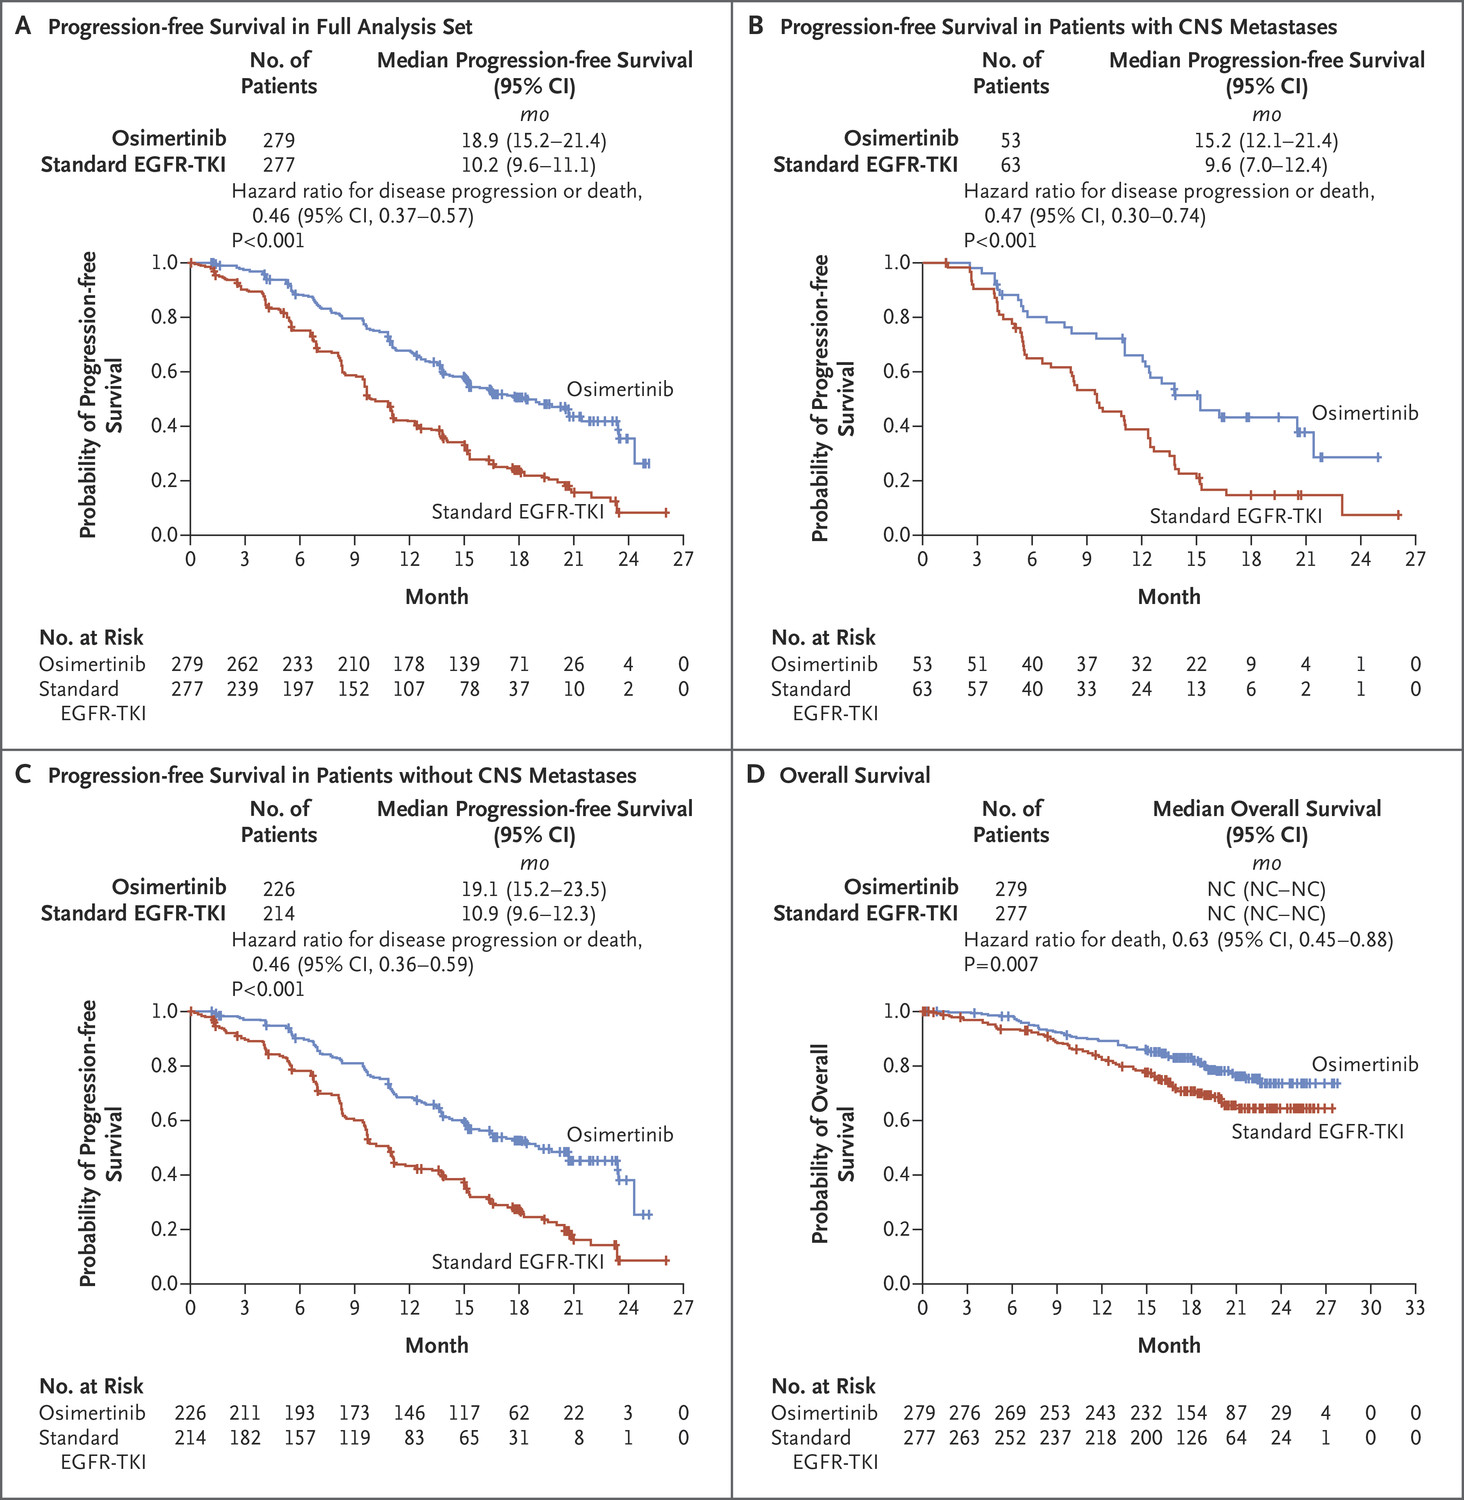 A Progression-free Survival in Full Analysis Set
No. of Patients Median Progression-free Survival (95% CI)
mo
Osimertinib 279 18.9 (15.2–21.4)
Standard EGFR-TKI 277 10.2 (9.6–11.1)
Hazard ratio for disease progression or death,
0.46 (95% CI, 0.37–0.57)
P<0.001
Probability of Progression-free Survival
1.0
0.8
0.6
0.4
0.2
0.0
Osimertinib
Standard EGFR-TKI
0 3 6 9 12 15 18 21 24 27
Month
No. at Risk
Osimertinib 279 262 233 210 178 139 71 26 4 0
Standard 277 239 197 152 107 78 37 10 2 0
EGFR-TKI
B Progression-free Survival in Patients with CNS Metastases
No. of Patients Median Progression-free Survival (95% CI)
mo
Osimertinib 53 15.2 (12.1–21.4)
Standard EGFR-TKI 63 9.6 (7.0–12.4)
Hazard ratio for disease progression or death,
0.47 (95% CI, 0.30–0.74)
P<0.001
Probability of Progression-free Survival
1.0
0.8
0.6
0.4
0.2
0.0
Osimertinib
Standard EGFR-TKI
0 3 6 9 12 15 18 21 24 27
Month
No. at Risk
Osimertinib 53 51 40 37 32 22 9 4 1 0
Standard 63 57 40 33 24 13 6 2 1 0
EGFR-TKI
C Progression-free Survival in Patients without CNS Metastases
No. of Patients Median Progression-free Survival (95% CI)
mo
Osimertinib 226 19.1 (15.2–23.5)
Standard EGFR-TKI 214 10.9 (9.6–12.3)
Hazard ratio for disease progression or death,
0.46 (95% CI, 0.36–0.59)
P<0.001
Probability of Progression-free Survival
1.0
0.8
0.6
0.4
0.2
0.0
Osimertinib
Standard EGFR-TKI
0 3 6 9 12 15 18 21 24 27
Month
No. at Risk
Osimertinib 226 211 193 173 146 117 62 22 3 0
Standard 214 182 157 119 83 65 31 8 1 0
EGFR-TKI
D Overall Survival
No. of Patients Median Overall Survival (95% CI)
mo
Osimertinib 279 NC (NC–NC)
Standard EGFR-TKI 277 NC (NC–NC)
Hazard ratio for death, 0.63 (95% CI, 0.45–0.88)
P=0.007
Probability of Overall Survival
1.0
0.8
0.6
0.4
0.2
0.0
Osimertinib
Standard EGFR-TKI
0 3 6 9 12 15 18 21 24 27 30 33
Month
No. at Risk
Osimertinib 279 276 269 253 243 232 154 87 29 4 0 0
Standard 277 263 252 237 218 200 126 64 24 1 0 0
EGFR-TKI